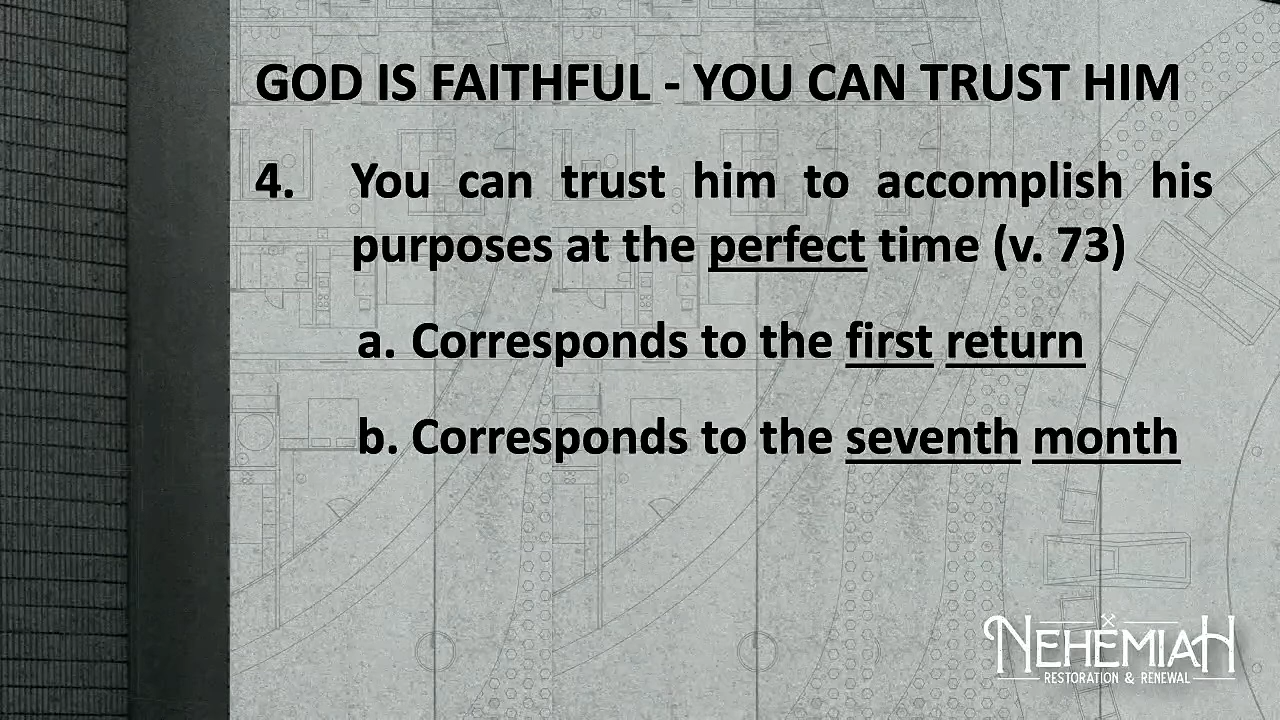 GOD IS FAITHFUL - YOU CAN TRUST HIM
4. You can trust him to accomplish his
purposes at the perfect time (v. 73)
a. Corresponds to the first return
b. Corresponds to the seventh month
NEHEMIAH
RESTORATION & RENEWAL